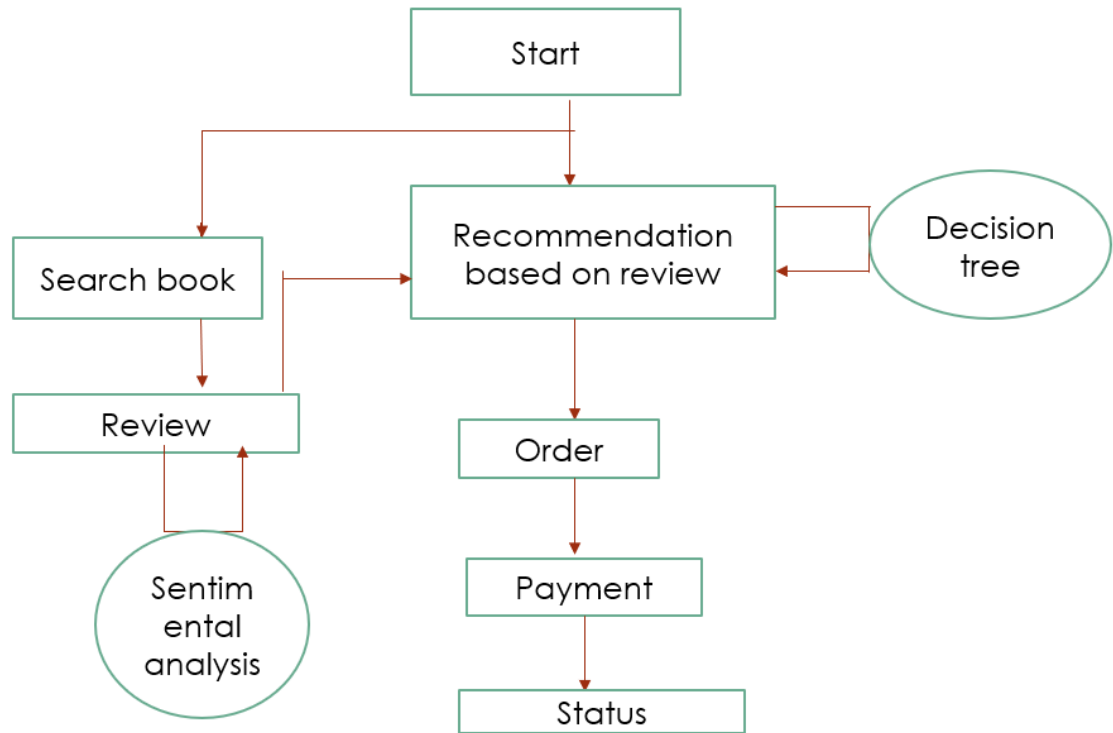 Start
Recommendation
based on review
Decision
tree
Search book
Review
Order
Sentim
ental
analysis
Payment
Status